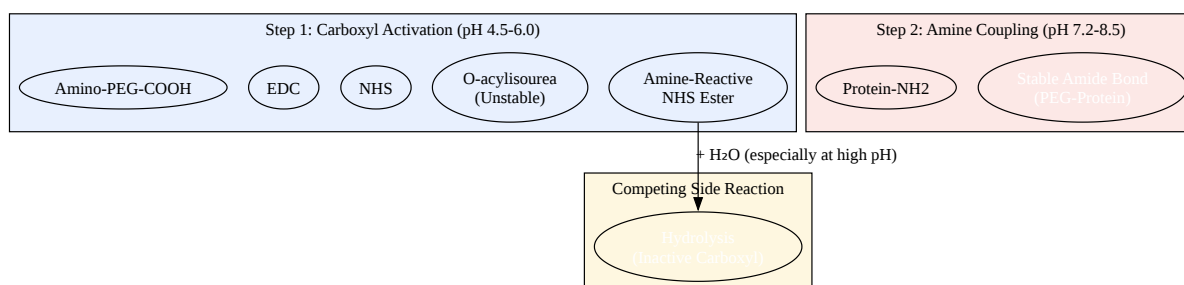 Step 1: Carboxyl Activation (pH 4.5-6.0)
Amino-PEG-COOH
EDC
NHS
O-acylisourea
(Unstable)
Amine-Reactive
NHS Ester
Step 2: Amine Coupling (pH 7.2-8.5)
Protein-NH2
Stable Amide Bond
(PEG-Protein)
+ H₂O (especially at high pH)
Competing Side Reaction
Hydrolysis
(Inactive Carboxyl)